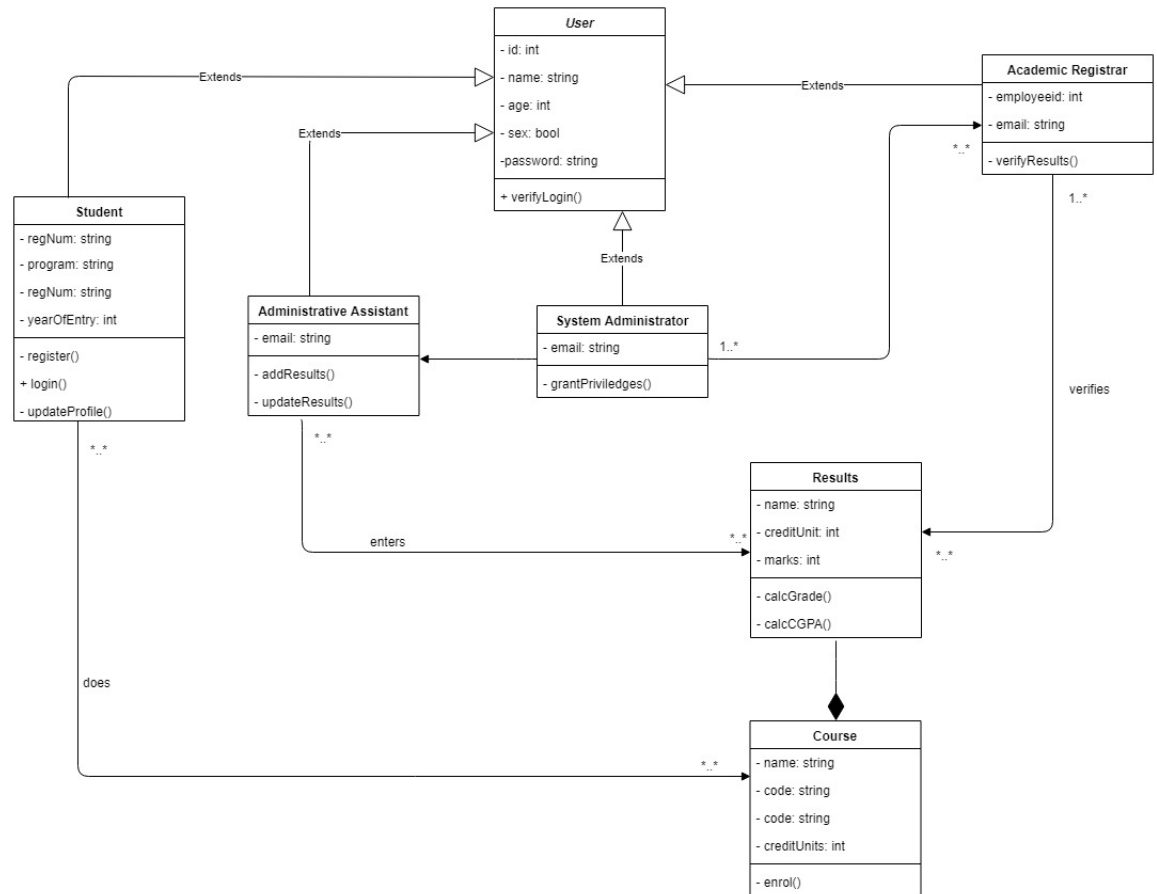 User
- id: int
- name: string
- age: int
- sex: bool
-password: string
+ verifyLogin()
Extends
Extends
Extends
Extends
Academic Registrar
- employeeid: int
- email: string
- verifyResults()
*..*
1..*
Student
- regNum: string
- program: string
- regNum: string
- yearOfEntry: int
- register()
+ login()
- updateProfile()
*..*
Administrative Assistant
- email: string
- addResults()
- updateResults()
*..*
System Administrator
- email: string
- grantPriviledges()
1..*
verifies
enters
*..*
Results
- name: string
- creditUnit: int
- marks: int
- calcGrade()
- calcCGPA()
*..*
does
*..*
Course
- name: string
- code: string
- code: string
- creditUnits: int
- enrol()